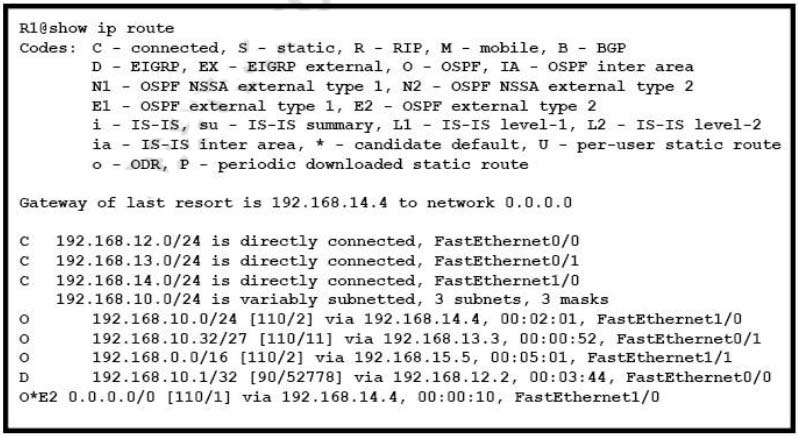 R1@show ip route
Codes: C - connected, S - static, R - RIP, M - mobile, B - BGP
D - EIGRP, EX - EIGRP external, O - OSPF, IA - OSPF inter area
N1 - OSPF NSSA external type 1, N2 - OSPF NSSA external type 2
E1 - OSPF external type 1, E2 - OSPF external type 2
i - IS-IS, su - IS-IS summary, L1 - IS-IS level-1, L2 - IS-IS level-2
ia - IS-IS inter area, * - candidate default, U - per-user static route
o - ODR, P - periodic downloaded static route
Gateway of last resort is 192.168.14.4 to network 0.0.0.0
C 192.168.12.0/24 is directly connected, FastEthernet0/0
C 192.168.13.0/24 is directly connected, FastEthernet0/1
C 192.168.14.0/24 is directly connected, FastEthernet1/0
192.168.10.0/24 is variably subnetted, 3 subnets, 3 masks
O 192.168.10.0/24 [110/2] via 192.168.14.4, 00:02:01, FastEthernet1/0
O 192.168.10.32/27 [110/11] via 192.168.13.3, 00:00:52, FastEthernet0/1
O 192.168.0.0/16 [110/2] via 192.168.15.5, 00:05:01, FastEthernet1/1
D 192.168.10.1/32 [90/52778] via 192.168.12.2, 00:03:44, FastEthernet0/0
O*E2 0.0.0.0/0 [110/1] via 192.168.14.4, 00:00:10, FastEthernet1/0